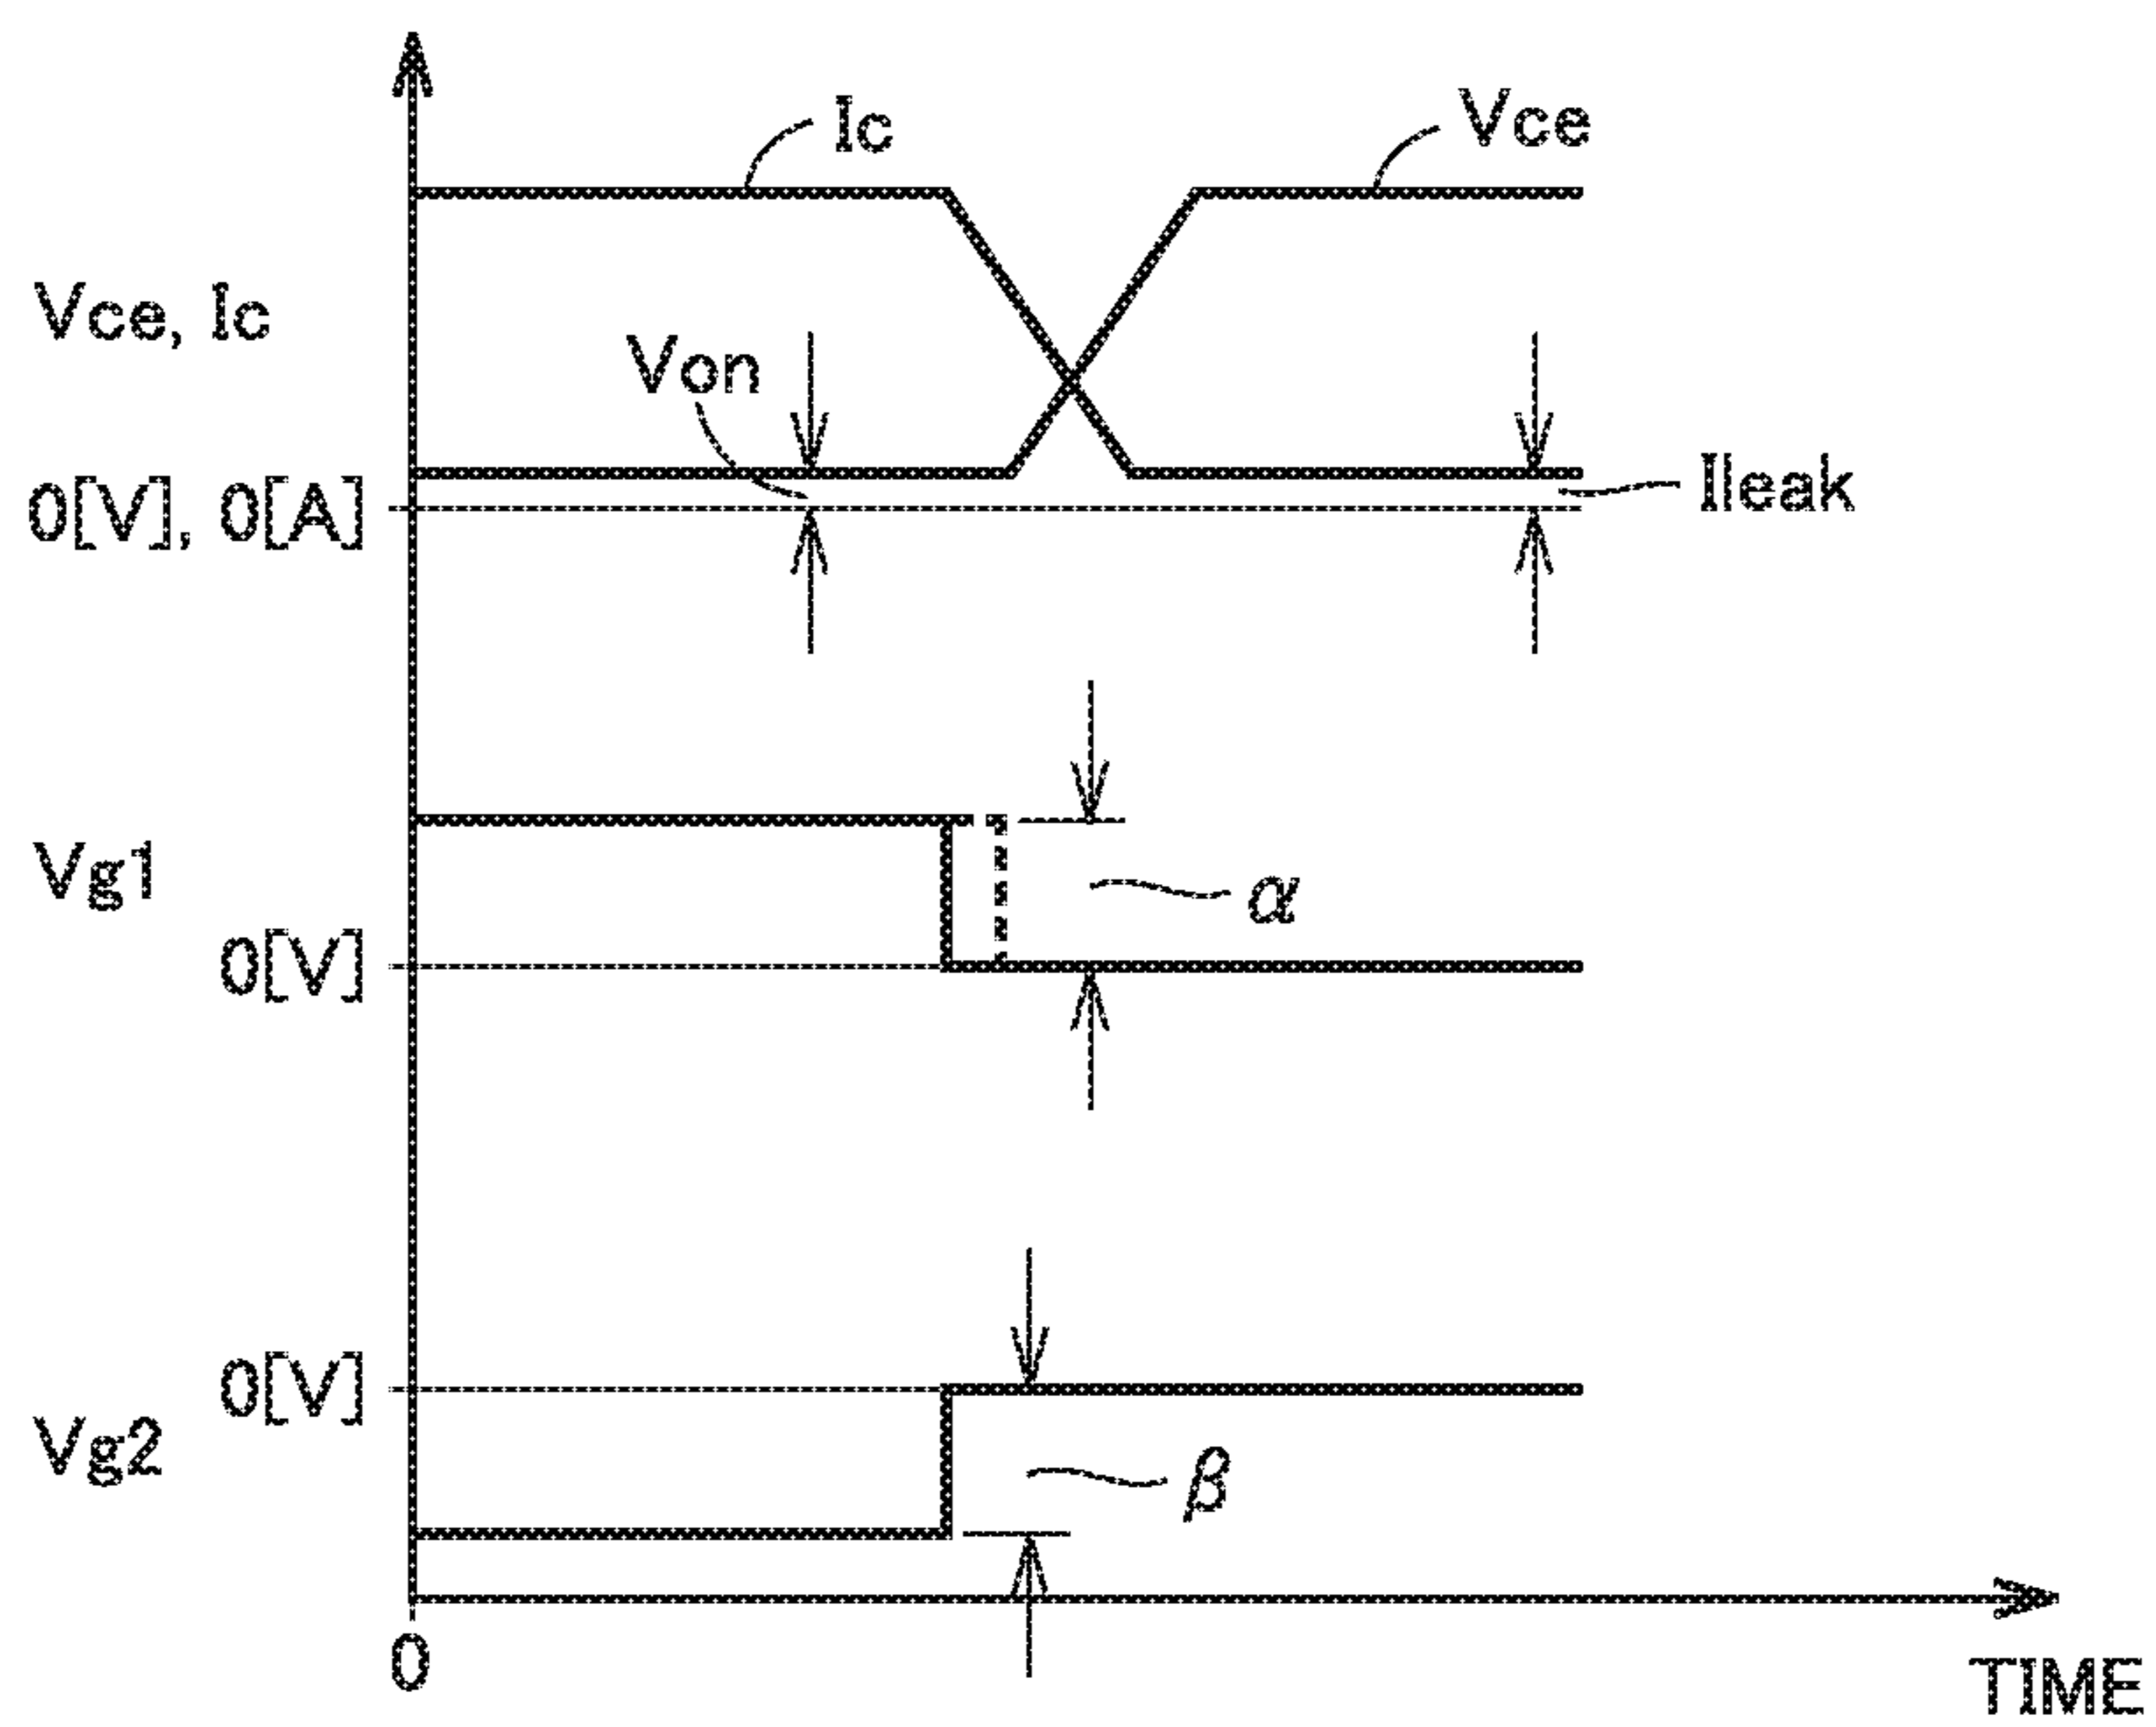 Ic
Vce
Vce, Ic
Von
0[V], 0[A]
Ileak
Vg1
α
0[V]
0[V]
Vg2
β
0
TIME